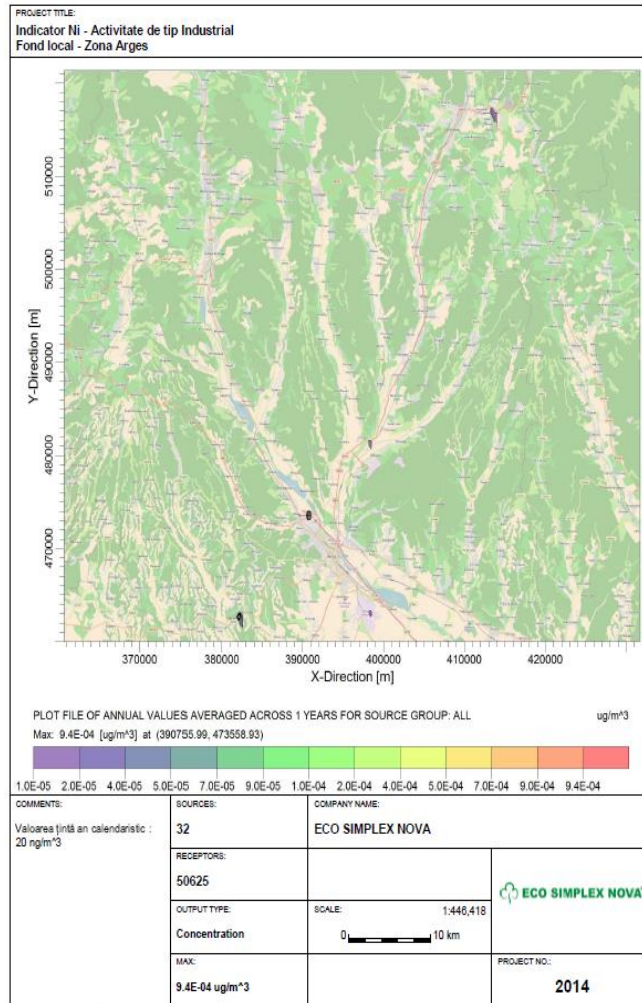 PROJECT TITLE:
Indicator Ni - Activitate de tip Industrial
Fond local - Zona Arges
Y-Direction [m]
510000
500000
490000
480000
470000
370000 380000 390000 400000 410000 420000
X-Direction [m]
PLOT FILE OF ANNUAL VALUES AVERAGED ACROSS 1 YEARS FOR SOURCE GROUP: ALL
ug/m^3
Max: 9.4E-04 [ug/m^3] at (390755.99, 473558.93)
1.0E-05 2.0E-05 4.0E-05 5.0E-05 7.0E-05 9.0E-05 1.0E-04 2.0E-04 4.0E-04 5.0E-04 7.0E-04 9.0E-04 9.4E-04
COMMENTS:
Valoarea țintă an calendaristic :
20 ng/m^3
SOURCES:
32
COMPANY NAME:
ECO SIMPLEX NOVA
RECEPTORS:
50625
OUTPUT TYPE:
Concentration
SCALE: 1:446,418
0 10 km
ECO SIMPLEX NOVA
MAX:
9.4E-04 ug/m^3
PROJECT NO.:
2014